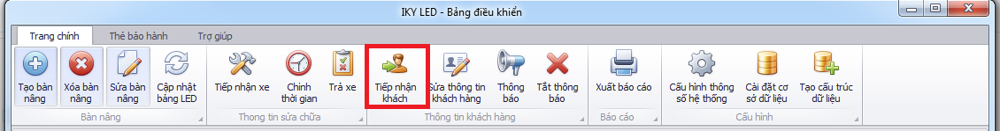 IKY LED - Bảng điều khiển
Trang chính Thẻ bảo hành Trợ giúp
Tạo bàn nâng
Xóa bàn nâng
Sửa bàn nâng
Cập nhật bảng LED
Tiếp nhận xe
Chỉnh thời gian
Trả xe
Tiếp nhận khách
Sửa thông tin khách hàng
Thông báo
Tắt thông báo
Xuất báo cáo
Cấu hình thông số hệ thống
Cài đặt cơ sở dữ liệu
Tạo cấu trúc dữ liệu
Bàn nâng Thong tin sửa chữa Thông tin khách hàng Báo cáo Cấu hình